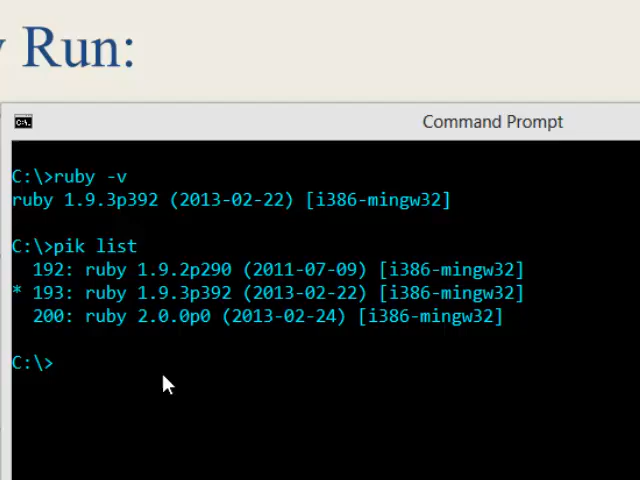 Run:
Command Prompt
C:\>ruby -v
ruby 1.9.3p392 (2013-02-22) [i386-mingw32]
C:\>pik list
192: ruby 1.9.2p290 (2011-07-09) [i386-mingw32]
* 193: ruby 1.9.3p392 (2013-02-22) [i386-mingw32]
200: ruby 2.0.0p0 (2013-02-24) [i386-mingw32]
C:\>